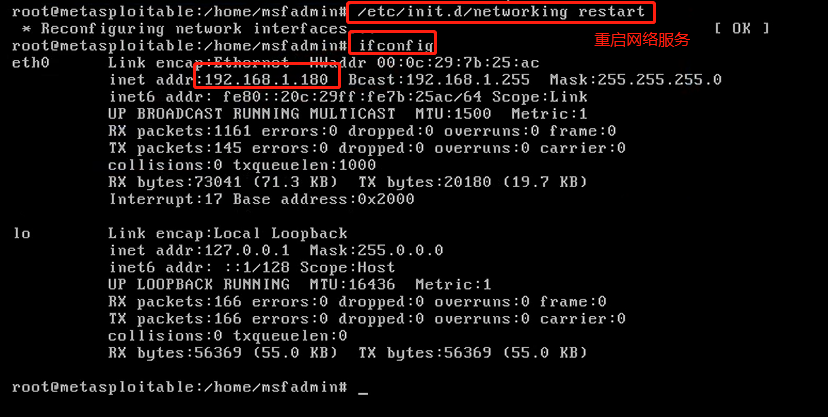 root@metasploitable:/home/msfadmin# /etc/init.d/networking restart
 * Reconfiguring network interfaces [ OK ]
重启网络服务
root@metasploitable:/home/msfadmin# ifconfig
eth0 Link encap:Ethernet HWaddr 00:0c:29:7b:25:ac
inet addr:192.168.1.180 Bcast:192.168.1.255 Mask:255.255.255.0
inet6 addr: fe80::20c:29ff:fe7b:25ac/64 Scope:Link
UP BROADCAST RUNNING MULTICAST MTU:1500 Metric:1
RX packets:1161 errors:0 dropped:0 overruns:0 frame:0
TX packets:145 errors:0 dropped:0 overruns:0 carrier:0
collisions:0 txqueuelen:1000
RX bytes:73041 (71.3 KB) TX bytes:20180 (19.7 KB)
Interrupt:17 Base address:0x2000
lo Link encap:Local Loopback
inet addr:127.0.0.1 Mask:255.0.0.0
inet6 addr: ::1/128 Scope:Host
UP LOOPBACK RUNNING MTU:16436 Metric:1
RX packets:166 errors:0 dropped:0 overruns:0 frame:0
TX packets:166 errors:0 dropped:0 overruns:0 carrier:0
collisions:0 txqueuelen:0
RX bytes:56369 (55.0 KB) TX bytes:56369 (55.0 KB)
root@metasploitable:/home/msfadmin# _